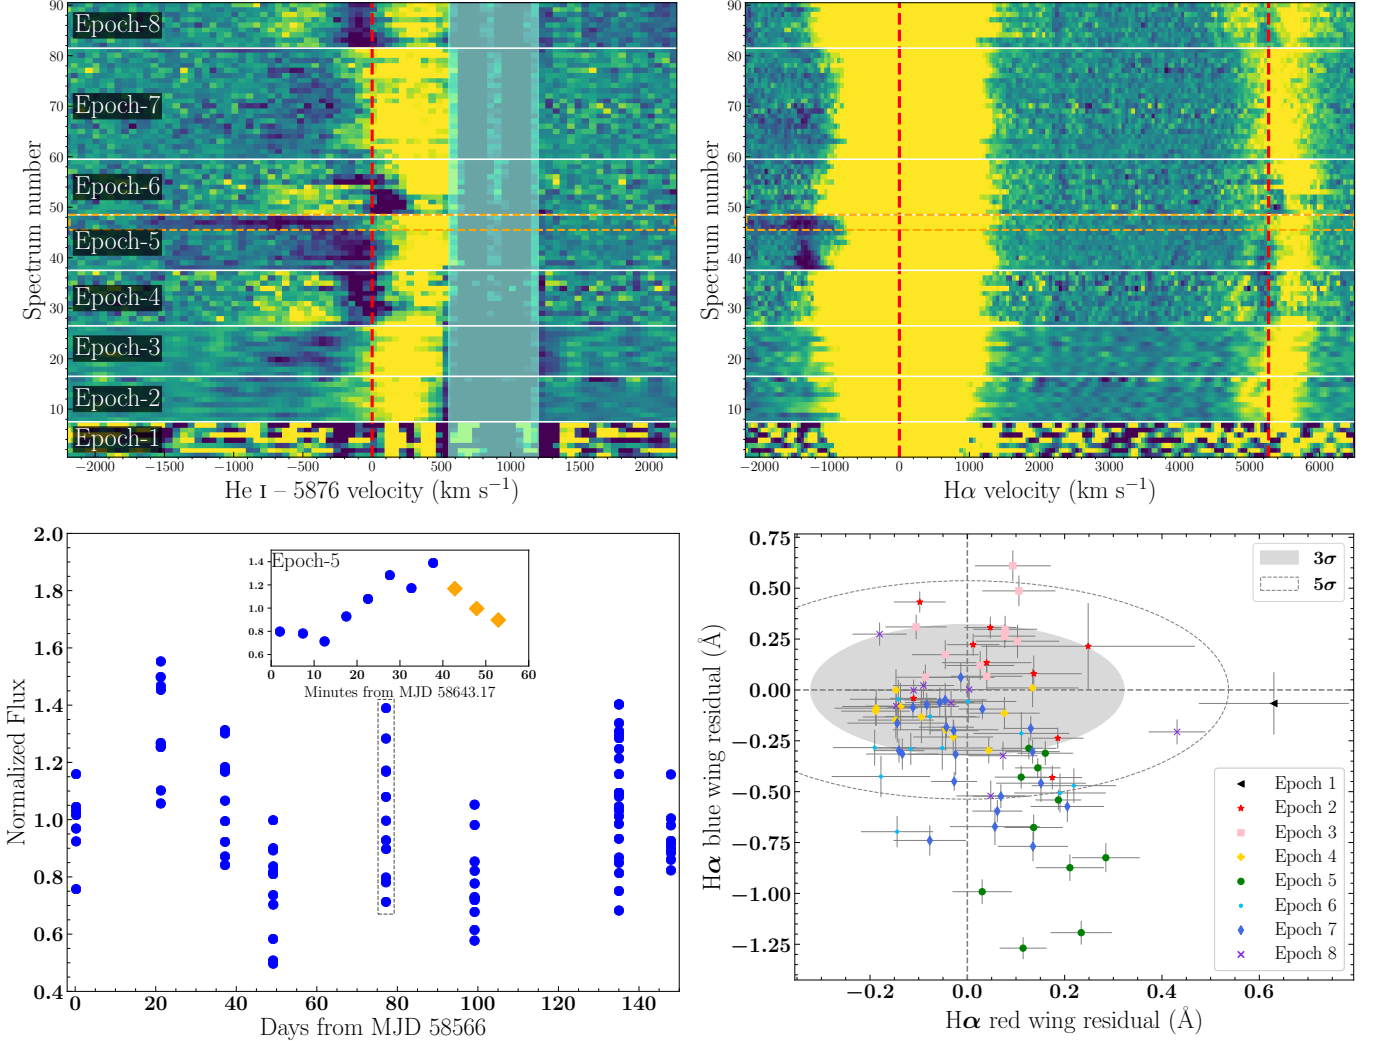 Epoch-8
Epoch-7
Epoch-6
Epoch-5
Epoch-4
Epoch-3
Epoch-2
Epoch-1
90
80
70
60
50
40
30
20
10
Spectrum number
−2000 −1500 −1000 −500 0 500 1000 1500 2000
He I – 5876 velocity (km s⁻¹)
90
80
70
60
50
40
30
20
10
Spectrum number
−2000 −1000 0 1000 2000 3000 4000 5000 6000
Hα velocity (km s⁻¹)
2.0
1.8
1.6
1.4
1.2
1.0
0.8
0.6
0.4
Normalized Flux
0 20 40 60 80 100 120 140
Days from MJD 58566
Epoch-5
1.4
1.2
1.0
0.8
0.6
0 10 20 30 40 50 60
Minutes from MJD 58643.17
0.75
0.50
0.25
0.00
−0.25
−0.50
−0.75
−1.00
−1.25
Hα blue wing residual (Å)
−0.2 0.0 0.2 0.4 0.6
Hα red wing residual (Å)
3σ
5σ
Epoch 1
Epoch 2
Epoch 3
Epoch 4
Epoch 5
Epoch 6
Epoch 7
Epoch 8